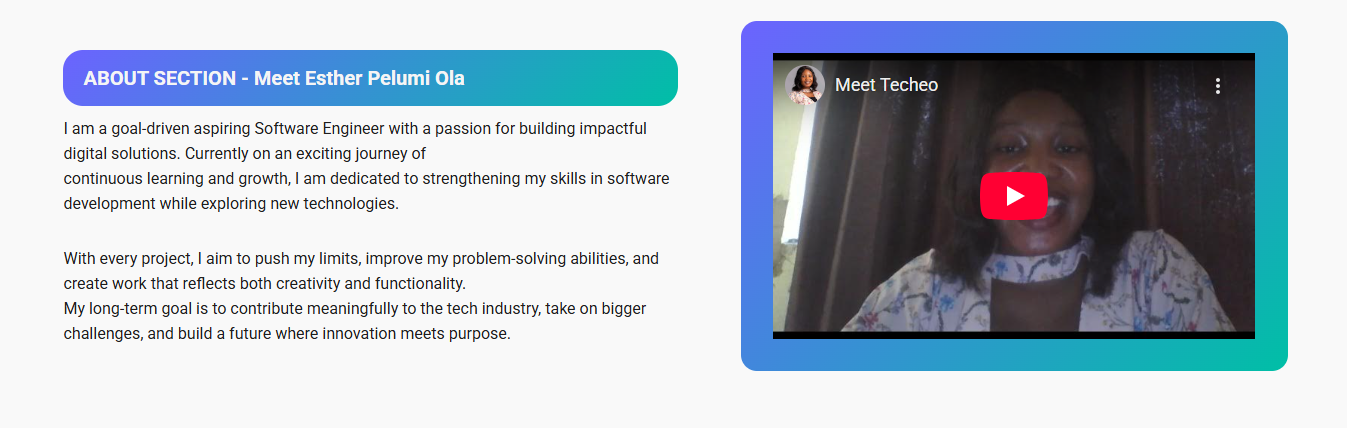 ABOUT SECTION - Meet Esther Pelumi Ola
I am a goal-driven aspiring Software Engineer with a passion for building impactful
digital solutions. Currently on an exciting journey of
continuous learning and growth, I am dedicated to strengthening my skills in software
development while exploring new technologies.
With every project, I aim to push my limits, improve my problem-solving abilities, and
create work that reflects both creativity and functionality.
My long-term goal is to contribute meaningfully to the tech industry, take on bigger
challenges, and build a future where innovation meets purpose.
Meet Techeo